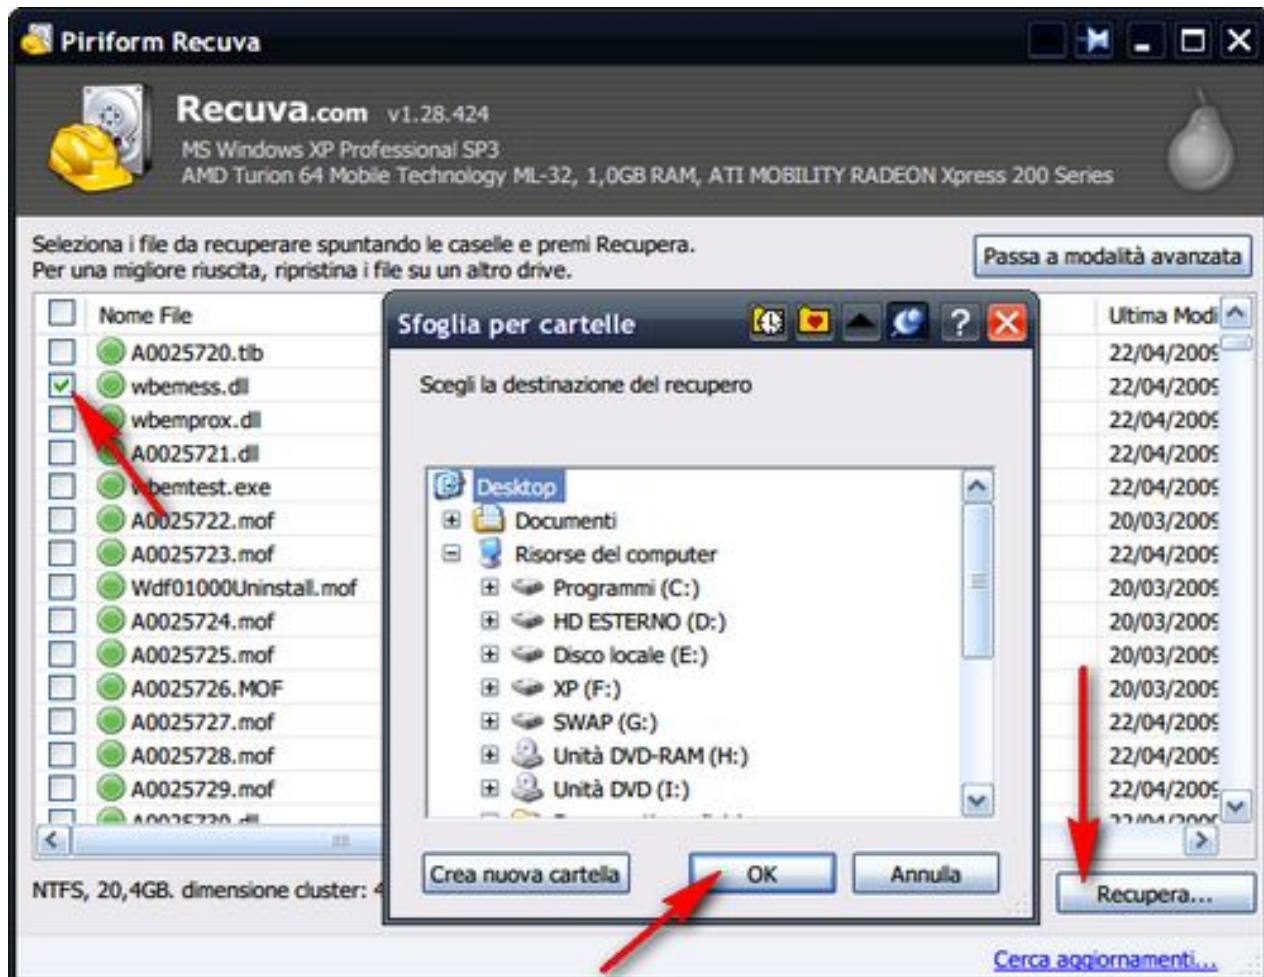 Piriform Recuva
Recuva.com v1.28.424
MS Windows XP Professional SP3
AMD Turion 64 Mobile Technology ML-32, 1,0GB RAM, ATI MOBILITY RADEON Xpress 200 Series
Seleziona i file da recuperare spuntando le caselle e premi Recupera.
Per una migliore riuscita, ripristina i file su un altro drive.
Passa a modalità avanzata
Nome File
Ultima Modi
A0025720.tlb
22/04/2009
wbemess.dll
22/04/2009
wbemprox.dll
22/04/2009
A0025721.dll
22/04/2009
wbemtest.exe
22/04/2009
A0025722.mof
20/03/2009
A0025723.mof
22/04/2009
Wdf01000Uninstall.mof
20/03/2009
A0025724.mof
20/03/2009
A0025725.mof
20/03/2009
A0025726.MOF
20/03/2009
A0025727.mof
22/04/2009
A0025728.mof
22/04/2009
A0025729.mof
22/04/2009
A0025730.dll
22/04/2009
Sfoglia per cartelle
Scegli la destinazione del recupero
Desktop
Documenti
Risorse del computer
Programmi (C:)
HD ESTERNO (D:)
Disco locale (E:)
XP (F:)
SWAP (G:)
Unità DVD-RAM (H:)
Unità DVD (I:)
Crea nuova cartella
OK
Annulla
NTFS, 20,4GB. dimensione cluster: 4
Recupera...
Cerca aggiornamenti...